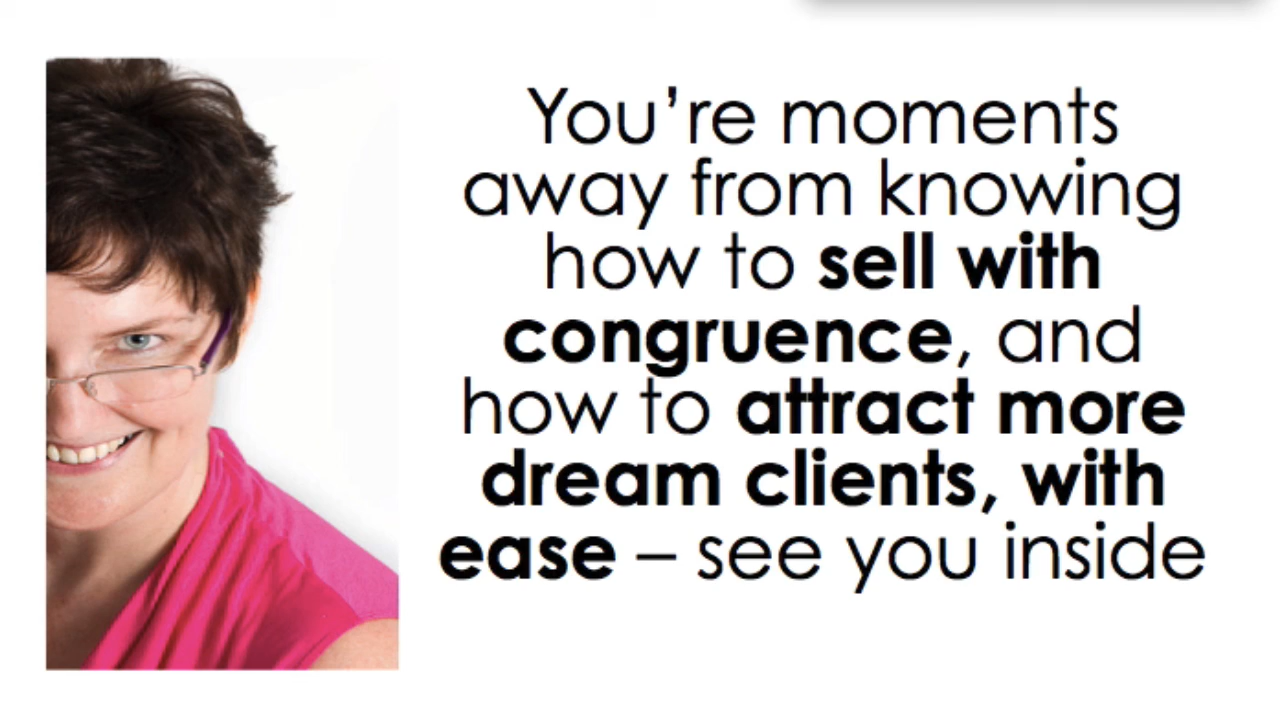 You’re moments
away from knowing
how to sell with
congruence, and
how to attract more
dream clients, with
ease – see you inside